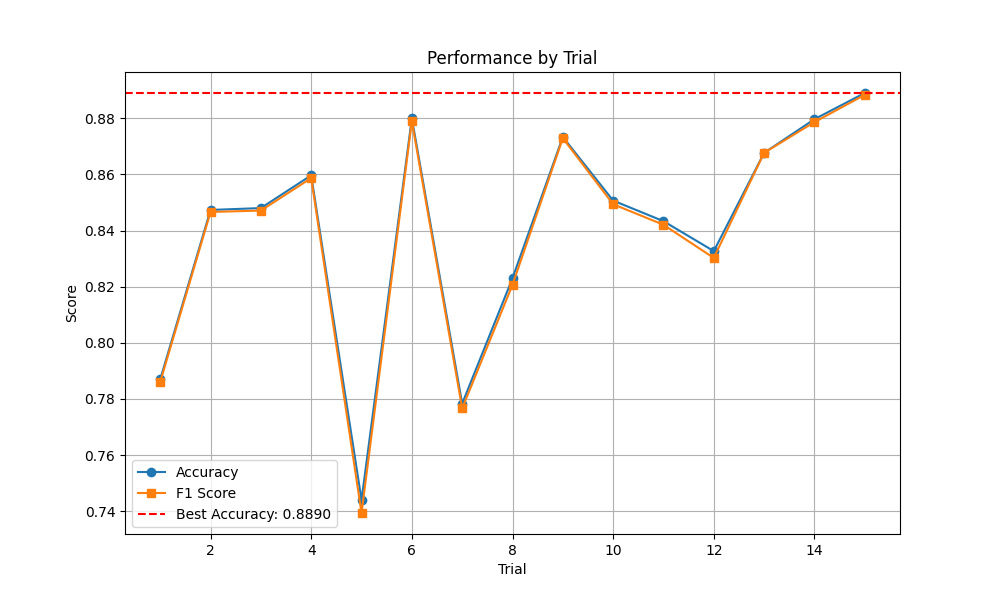 Performance by Trial
Score
0.88
0.86
0.84
0.82
0.80
0.78
0.76
0.74
Accuracy
F1 Score
Best Accuracy: 0.8890
2 4 6 8 10 12 14
Trial